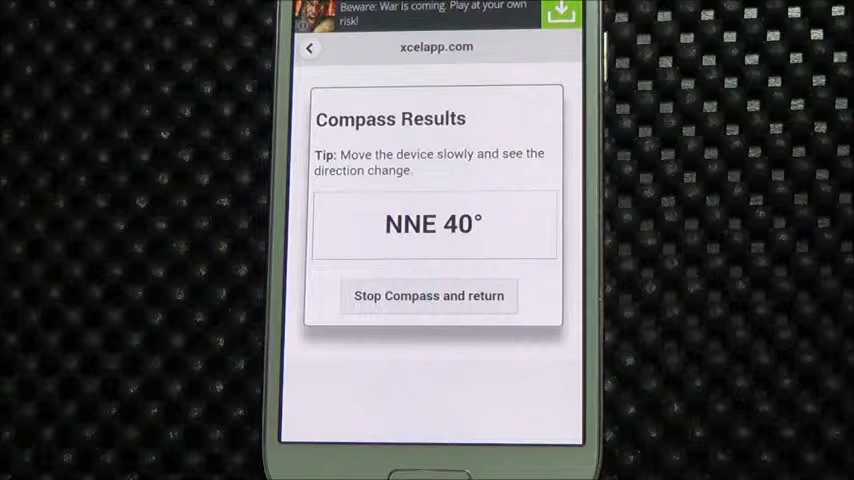 Beware: War is coming. Play at your own
risk!
xcelapp.com
Compass Results
Tip: Move the device slowly and see the
direction change.
NNE 40°
Stop Compass and return